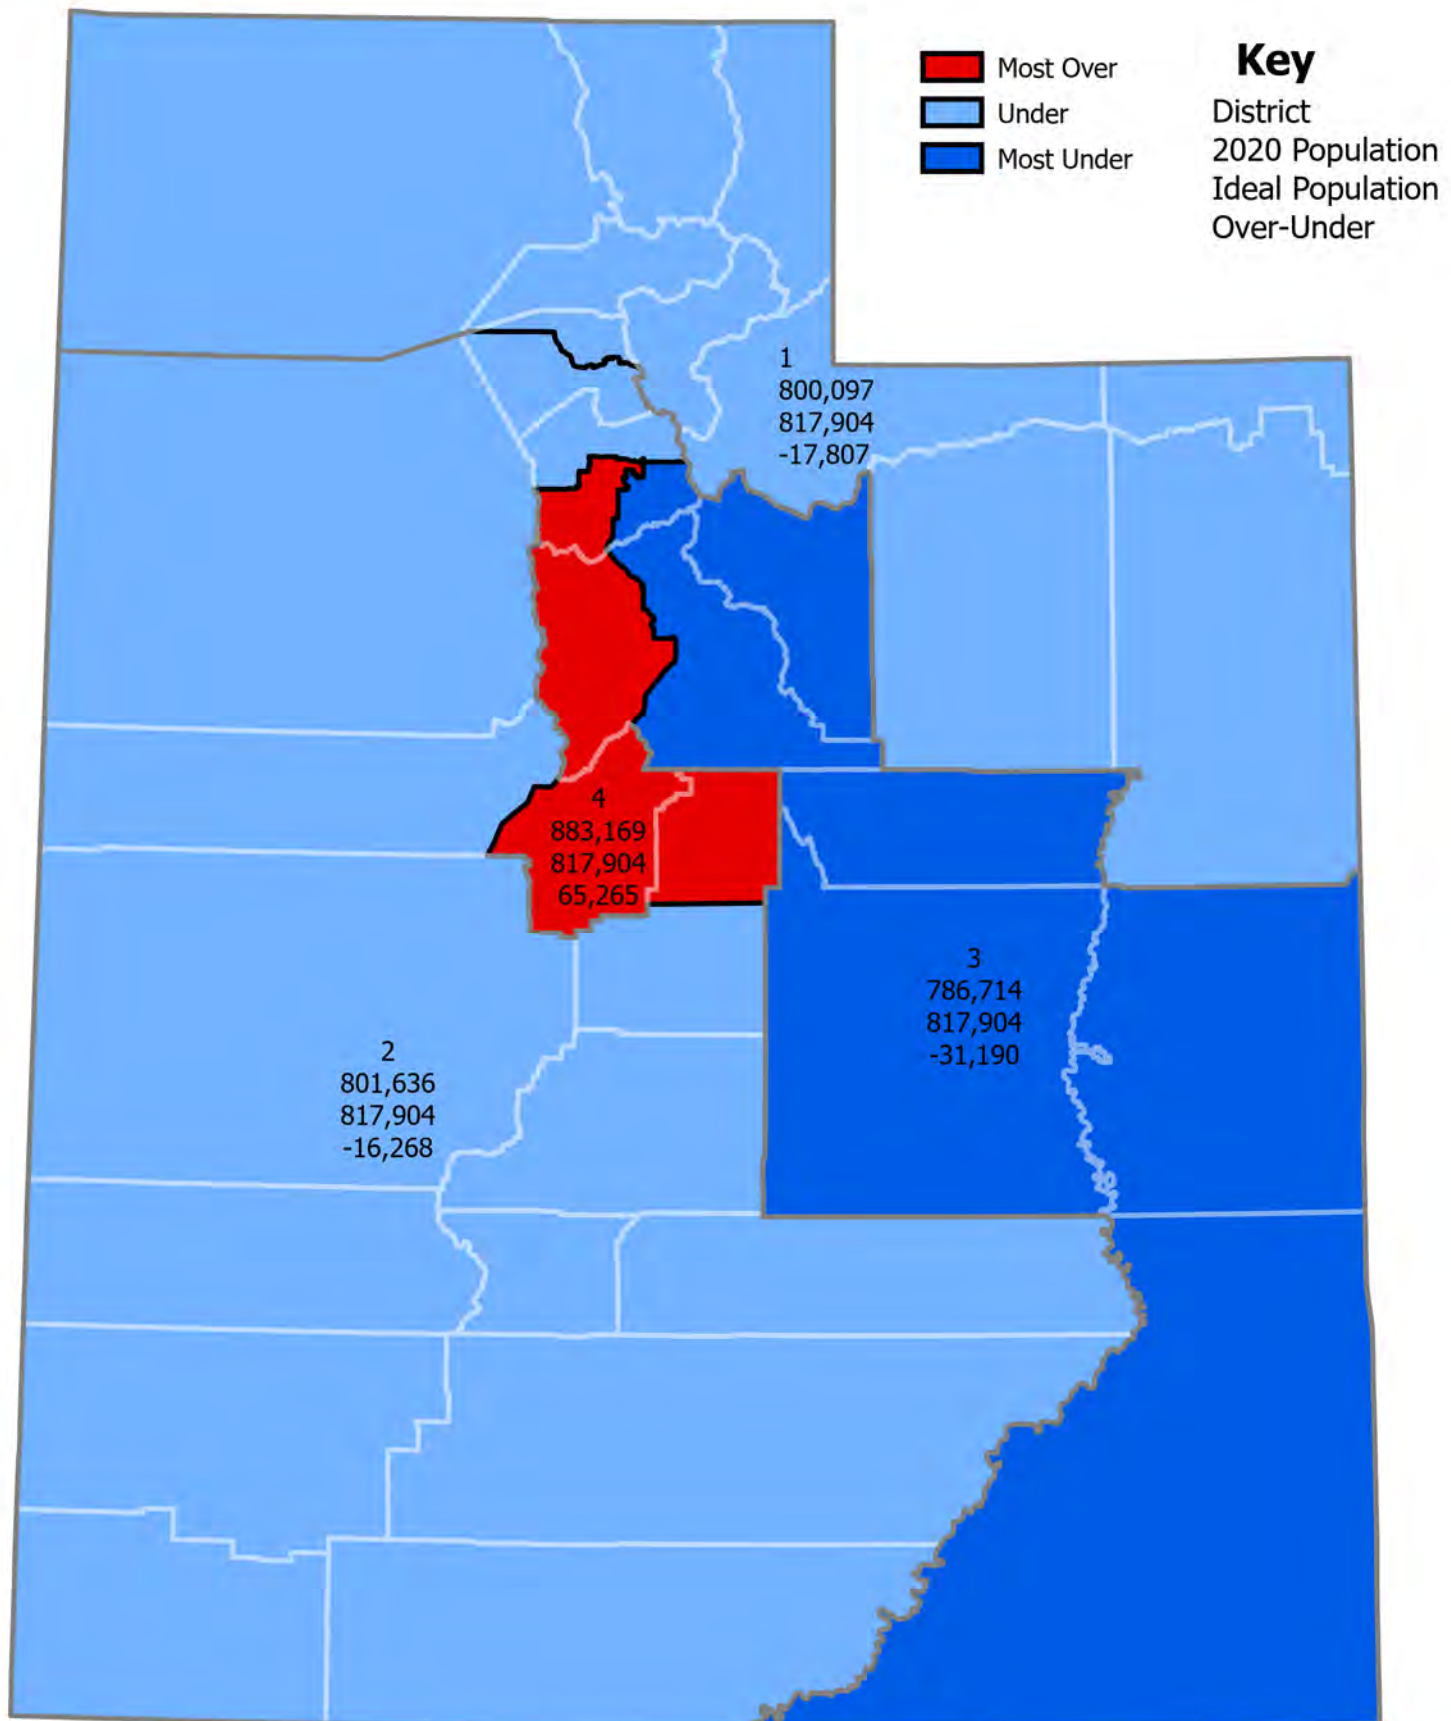 Key
Most Over
Under
Most Under
District
2020 Population
Ideal Population
Over-Under
1
800,097
817,904
-17,807
4
883,169
817,904
65,265
3
786,714
817,904
-31,190
2
801,636
817,904
-16,268